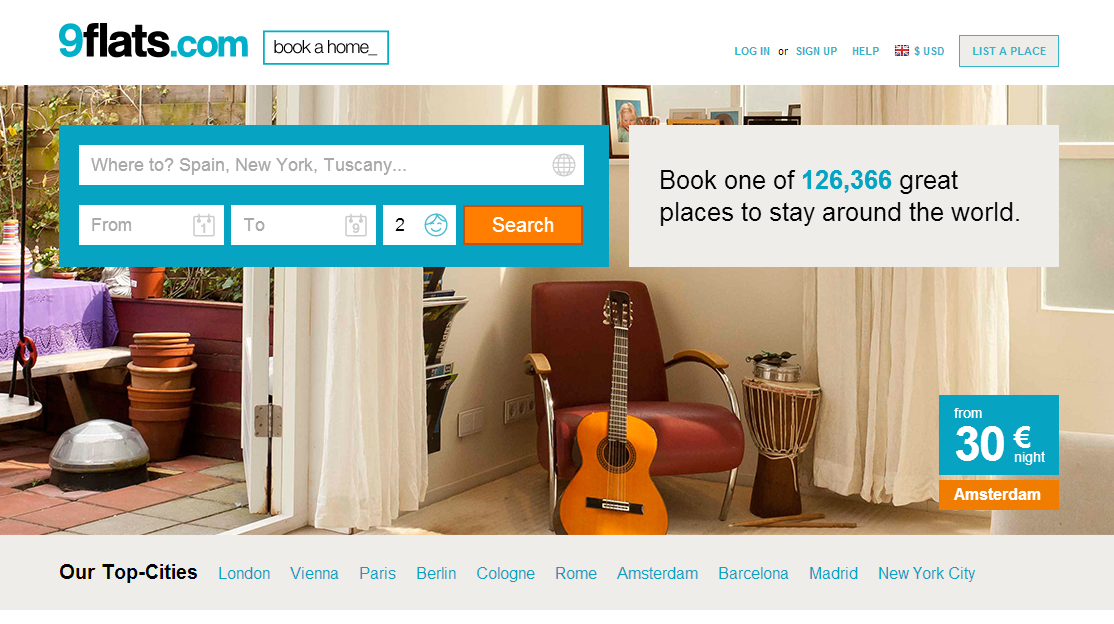 9flats.com
book a home_
LOG IN or SIGN UP HELP $ USD LIST A PLACE
Where to? Spain, New York, Tuscany...
From 1 To 9 2 Search
Book one of 126,366 great
places to stay around the world.
from
30 €
night
Amsterdam
Our Top-Cities London Vienna Paris Berlin Cologne Rome Amsterdam Barcelona Madrid New York City